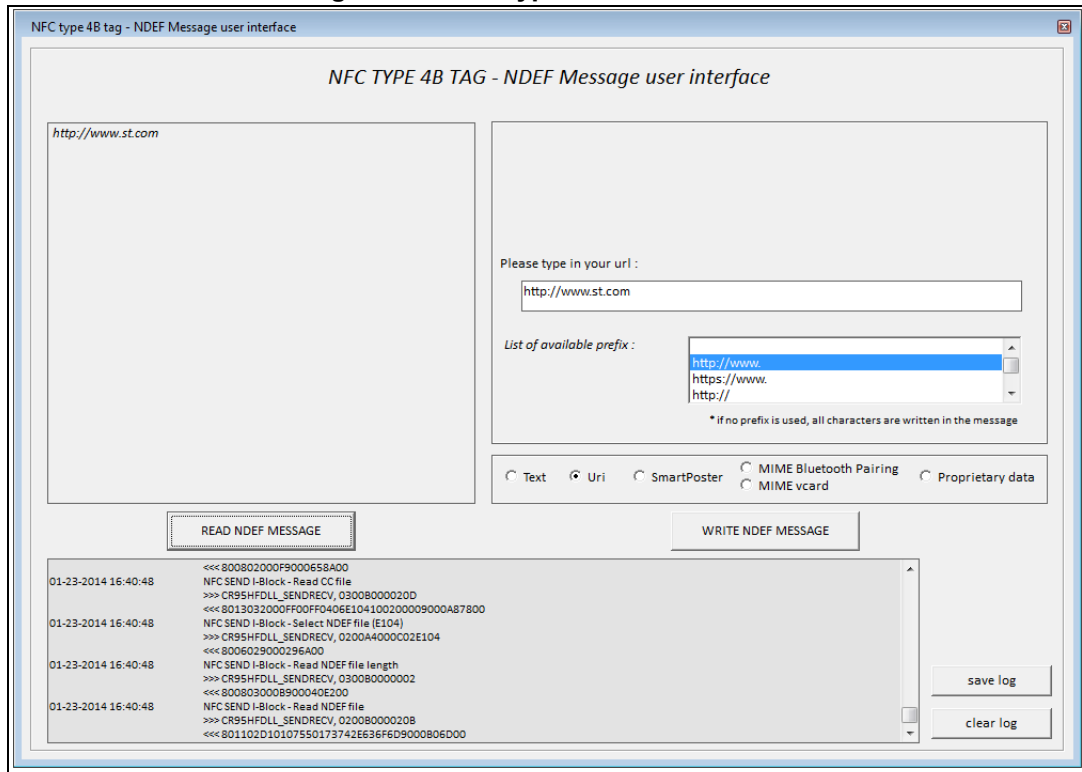 NFC type 4B tag - NDEF Message user interface
NFC TYPE 4B TAG - NDEF Message user interface
http://www.st.com
Please type in your url :
http://www.st.com
List of available prefix :
http://www.
https://www.
http://
* if no prefix is used, all characters are written in the message
Text
Uri
SmartPoster
MIME Bluetooth Pairing
MIME vcard
Proprietary data
READ NDEF MESSAGE
WRITE NDEF MESSAGE
<<< 800802000F9000658A00
01-23-2014 16:40:48 NFC SEND I-Block - Read CC file
>>> CR95HFDLL_SENDRECV, 0300B000020D
<<< 8013032000FF00FF0406E104100200009000A87800
01-23-2014 16:40:48 NFC SEND I-Block - Select NDEF file (E104)
>>> CR95HFDLL_SENDRECV, 0200A4000C02E104
<<< 8006029000296A00
01-23-2014 16:40:48 NFC SEND I-Block - Read NDEF file length
>>> CR95HFDLL_SENDRECV, 0300B0000002
<<< 800803000B900040E200
01-23-2014 16:40:48 NFC SEND I-Block - Read NDEF file
>>> CR95HFDLL_SENDRECV, 0200B000020B
<<< 801102D10107550173742E636F6D9000B06D00
save log
clear log